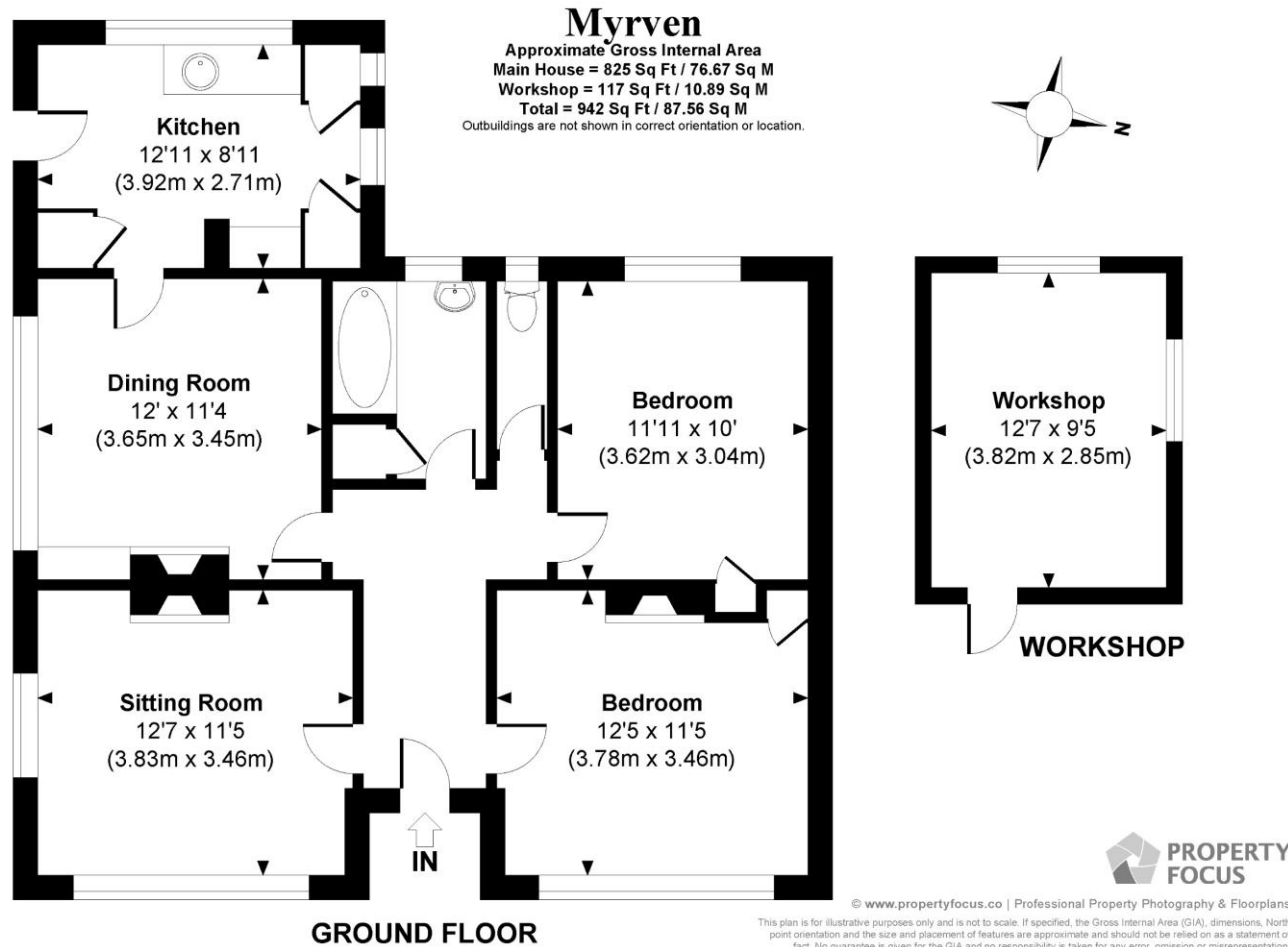 Myrven
Approximate Gross Internal Area
Main House = 825 Sq Ft / 76.67 Sq M
Workshop = 117 Sq Ft / 10.89 Sq M
Total = 942 Sq Ft / 87.56 Sq M
Outbuildings are not shown in correct orientation or location.
N
Kitchen
12'11 x 8'11
(3.92m x 2.71m)
Dining Room
12' x 11'4
(3.65m x 3.45m)
Bedroom
11'11 x 10'
(3.62m x 3.04m)
Workshop
12'7 x 9'5
(3.82m x 2.85m)
WORKSHOP
Sitting Room
12'7 x 11'5
(3.83m x 3.46m)
Bedroom
12'5 x 11'5
(3.78m x 3.46m)
IN
GROUND FLOOR
PROPERTY
FOCUS
© www.propertyfocus.co | Professional Property Photography & Floorplans
This plan is for illustrative purposes only and is not to scale. If specified, the Gross Internal Area (GIA), dimensions, North
point orientation and the size and placement of features are approximate and should not be relied on as a statement of
fact. No guarantee is given for the GIA and no responsibility is taken for any error, omission or